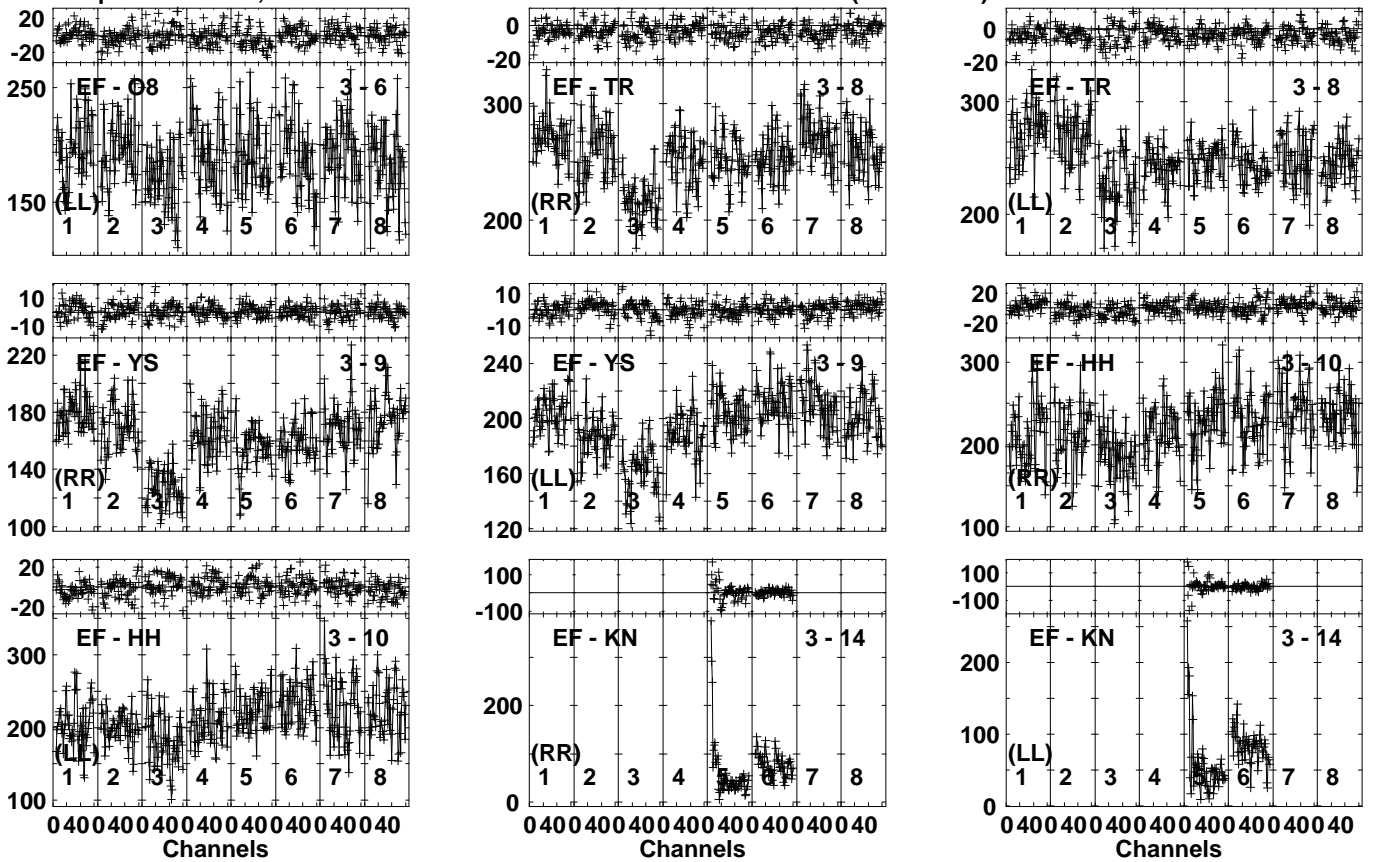 20
-20
EF - O8 3 - 6
250
150
(LL)
1 2 3 4 5 6 7 8
0
-20
EF - TR 3 - 8
300
200
(RR)
1 2 3 4 5 6 7 8
0
-20
EF - TR 3 - 8
300
200
(LL)
1 2 3 4 5 6 7 8
10
-10
EF - YS 3 - 9
220
180
140
100
(RR)
1 2 3 4 5 6 7 8
10
-10
EF - YS 3 - 9
240
200
160
120
(LL)
1 2 3 4 5 6 7 8
20
-20
EF - HH 3 - 10
300
200
100
(RR)
1 2 3 4 5 6 7 8
20
-20
EF - HH 3 - 10
300
200
100
(LL)
1 2 3 4 5 6 7 8
0 40 0 40 0 40 0 40 0 40 0 40 0 40 0 40
Channels
100
-100
EF - KN 3 - 14
200
0
(RR)
1 2 3 4 5 6 7 8
0 40 0 40 0 40 0 40 0 40 0 40 0 40 0 40
Channels
100
-100
EF - KN 3 - 14
200
100
0
(LL)
1 2 3 4 5 6 7 8
0 40 0 40 0 40 0 40 0 40 0 40 0 40 0 40
Channels